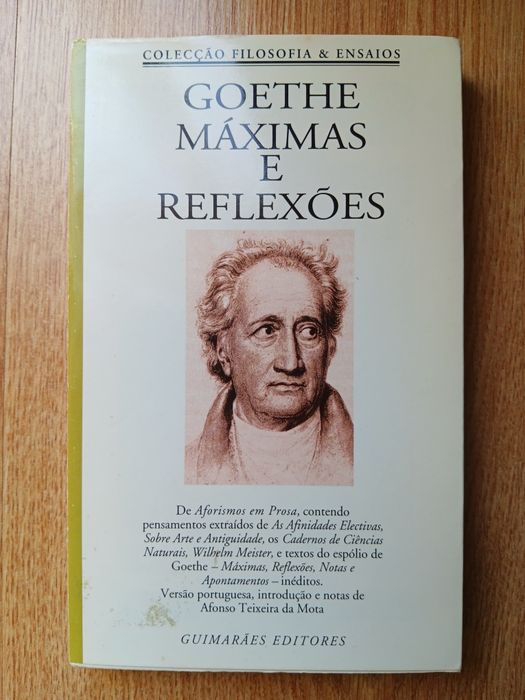 COLECÇÃO FILOSOFIA & ENSAIOS
GOETHE
MÁXIMAS
E
REFLEXÕES
De Aforismos em Prosa, contendo
pensamentos extraídos de As Afinidades Electivas,
Sobre Arte e Antiguidade, os Cadernos de Ciências
Naturais, Wilhelm Meister, e textos do espólio de
Goethe – Máximas, Reflexões, Notas e
Apontamentos – inéditos.
Versão portuguesa, introdução e notas de
Afonso Teixeira da Mota
GUIMARÃES EDITORES